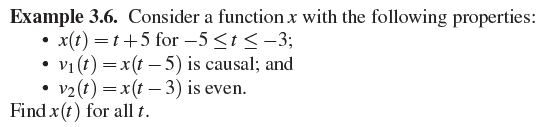 Example 3.6. Consider a function x with the following properties:
• x(t) = t+5 for −5 ≤ t ≤ −3;
• v₁(t) = x(t − 5) is causal; and
• v₂(t) = x(t − 3) is even.
Find x(t) for all t.